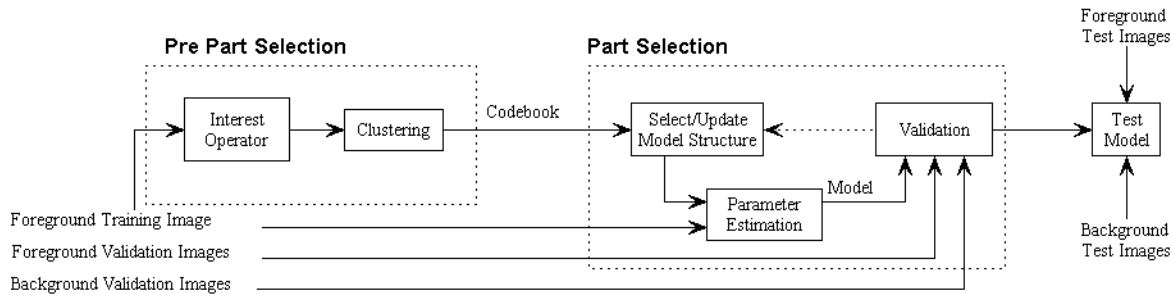 Foreground
Test Images
Pre Part Selection
Part Selection
Interest
Operator
Clustering
Codebook
Select/Update
Model Structure
Validation
Test
Model
Parameter
Estimation
Model
Foreground Training Image
Foreground Validation Images
Background Validation Images
Background
Test Images